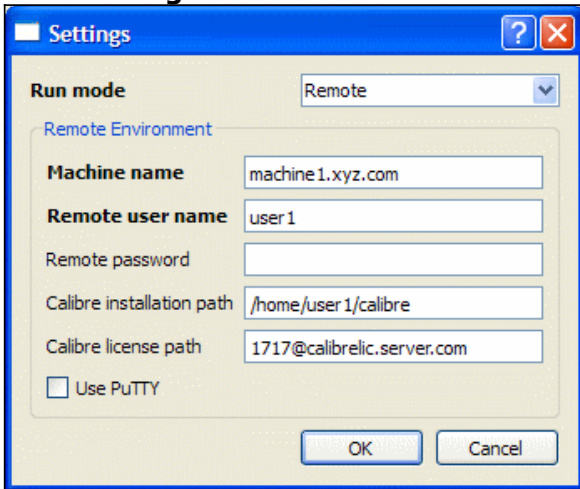 Settings
Run mode Remote
Remote Environment
Machine name machine1.xyz.com
Remote user name user1
Remote password
Calibre installation path /home/user1/calibre
Calibre license path 1717@calibrelic.server.com
Use PuTTY
OK Cancel